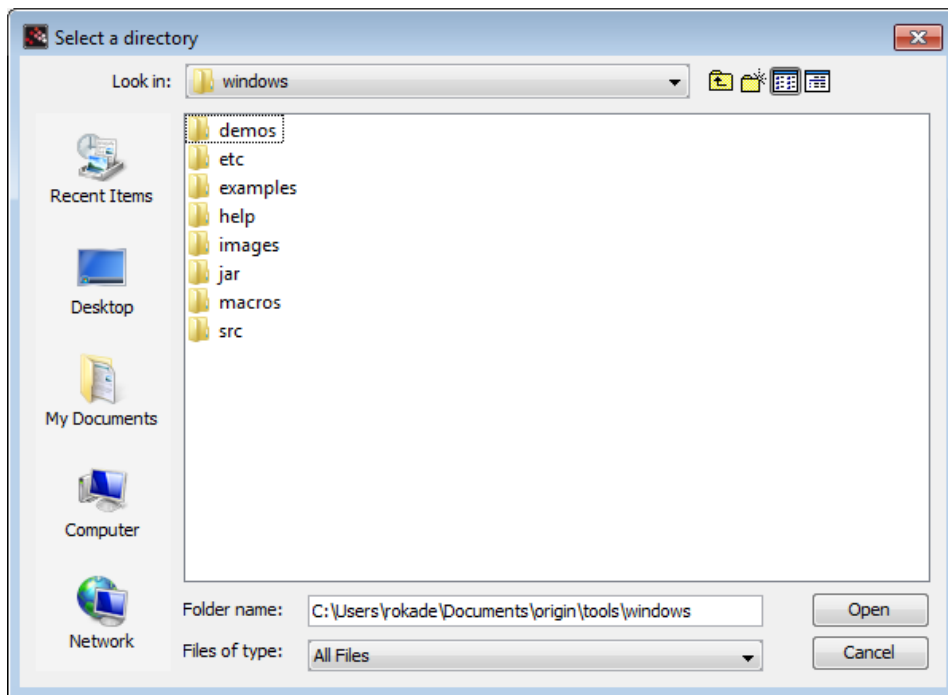 Select a directory
Look in: windows
demos
etc
examples
help
images
jar
macros
src
Recent Items
Desktop
My Documents
Computer
Network
Folder name: C:\Users\rokade\Documents\origin\tools\windows Open
Files of type: All Files Cancel